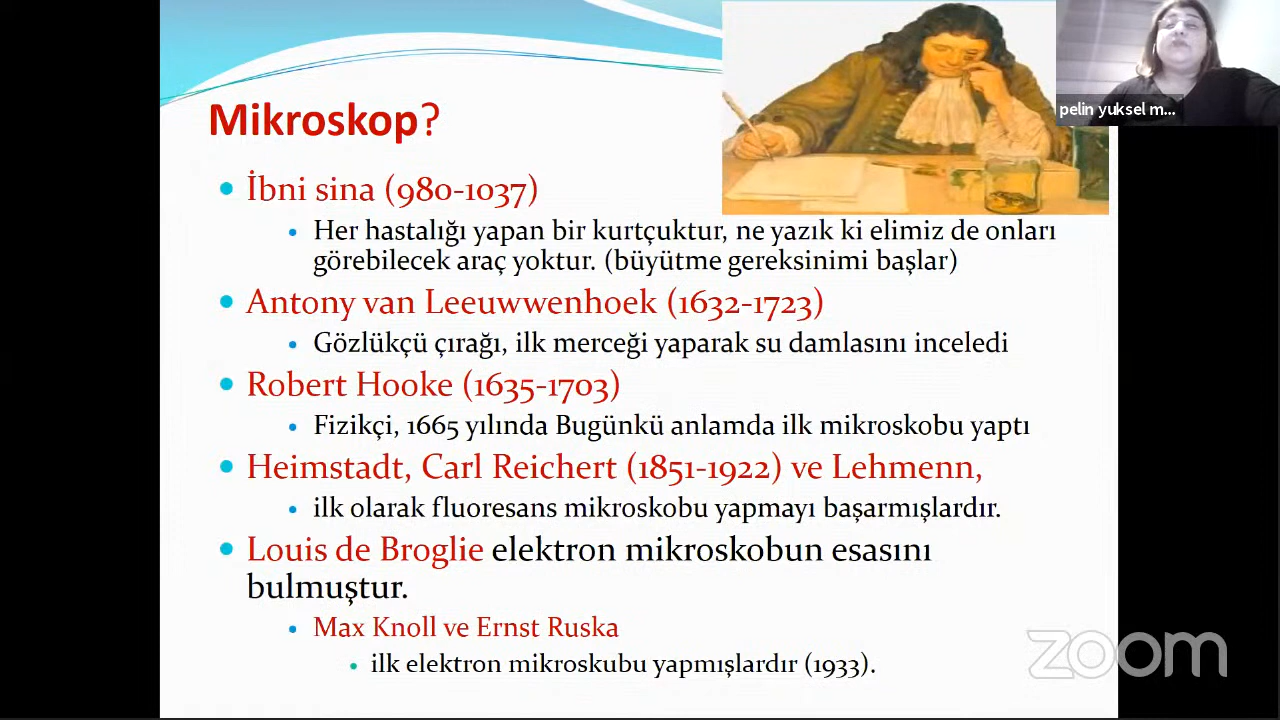 pelin yuksel m...
Mikroskop?
İbni sina (980-1037)
Her hastalığı yapan bir kurtçuktur, ne yazık ki elimiz de onları
görebilecek araç yoktur. (büyütme gereksinimi başlar)
Antony van Leeuwwenhoek (1632-1723)
Gözlükçü çırağı, ilk merceği yaparak su damlasını inceledi
Robert Hooke (1635-1703)
Fizikçi, 1665 yılında Bugünkü anlamda ilk mikroskobu yaptı
Heimstadt, Carl Reichert (1851-1922) ve Lehmenn,
ilk olarak fluoresans mikroskobu yapmayı başarmışlardır.
Louis de Broglie elektron mikroskobun esasını
bulmuştur.
Max Knoll ve Ernst Ruska
ilk elektron mikroskubu yapmışlardır (1933).
zoom